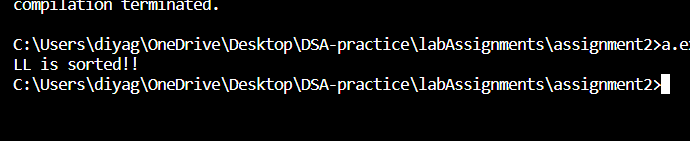 compilation terminated.
C:\Users\diyag\OneDrive\Desktop\DSA-practice\labAssignments\assignment2>a.ex
LL is sorted!!
C:\Users\diyag\OneDrive\Desktop\DSA-practice\labAssignments\assignment2>